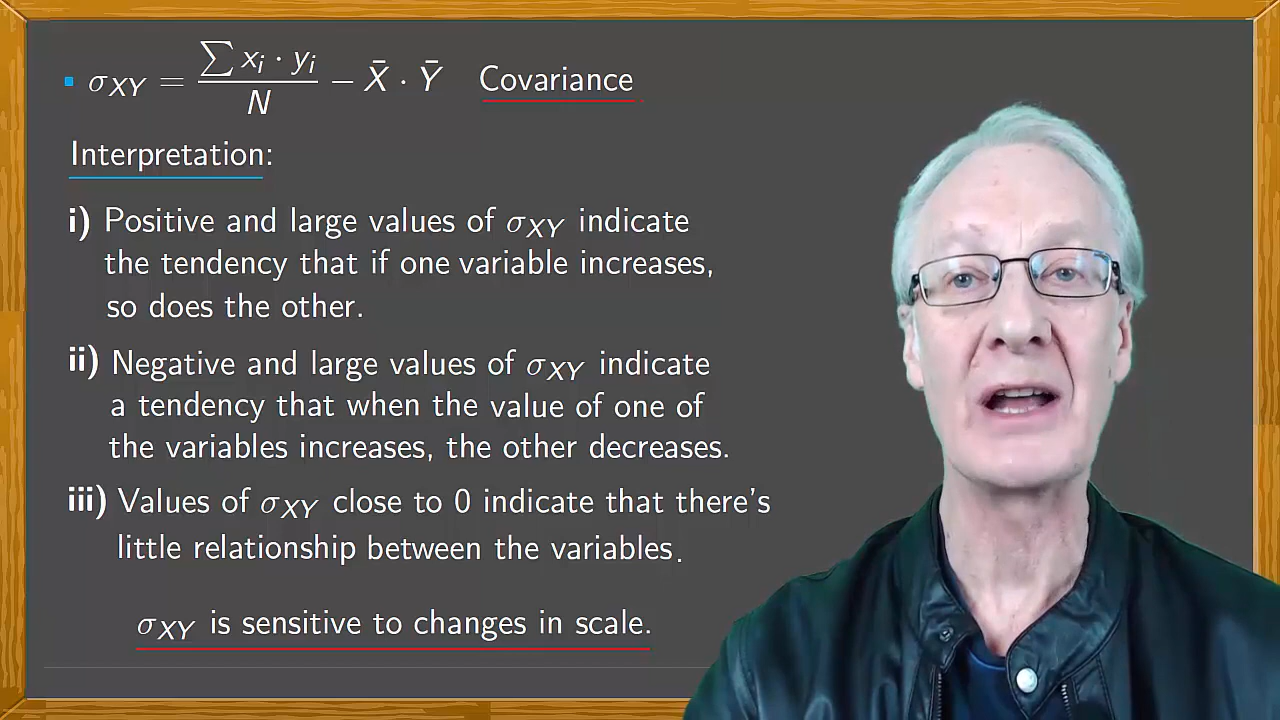 σXY = ∑ xi · yi / N − X̄ · Ȳ Covariance
Interpretation:
i) Positive and large values of σXY indicate
the tendency that if one variable increases,
so does the other.
ii) Negative and large values of σXY indicate
a tendency that when the value of one of
the variables increases, the other decreases.
iii) Values of σXY close to 0 indicate that there's
little relationship between the variables.
σXY is sensitive to changes in scale.